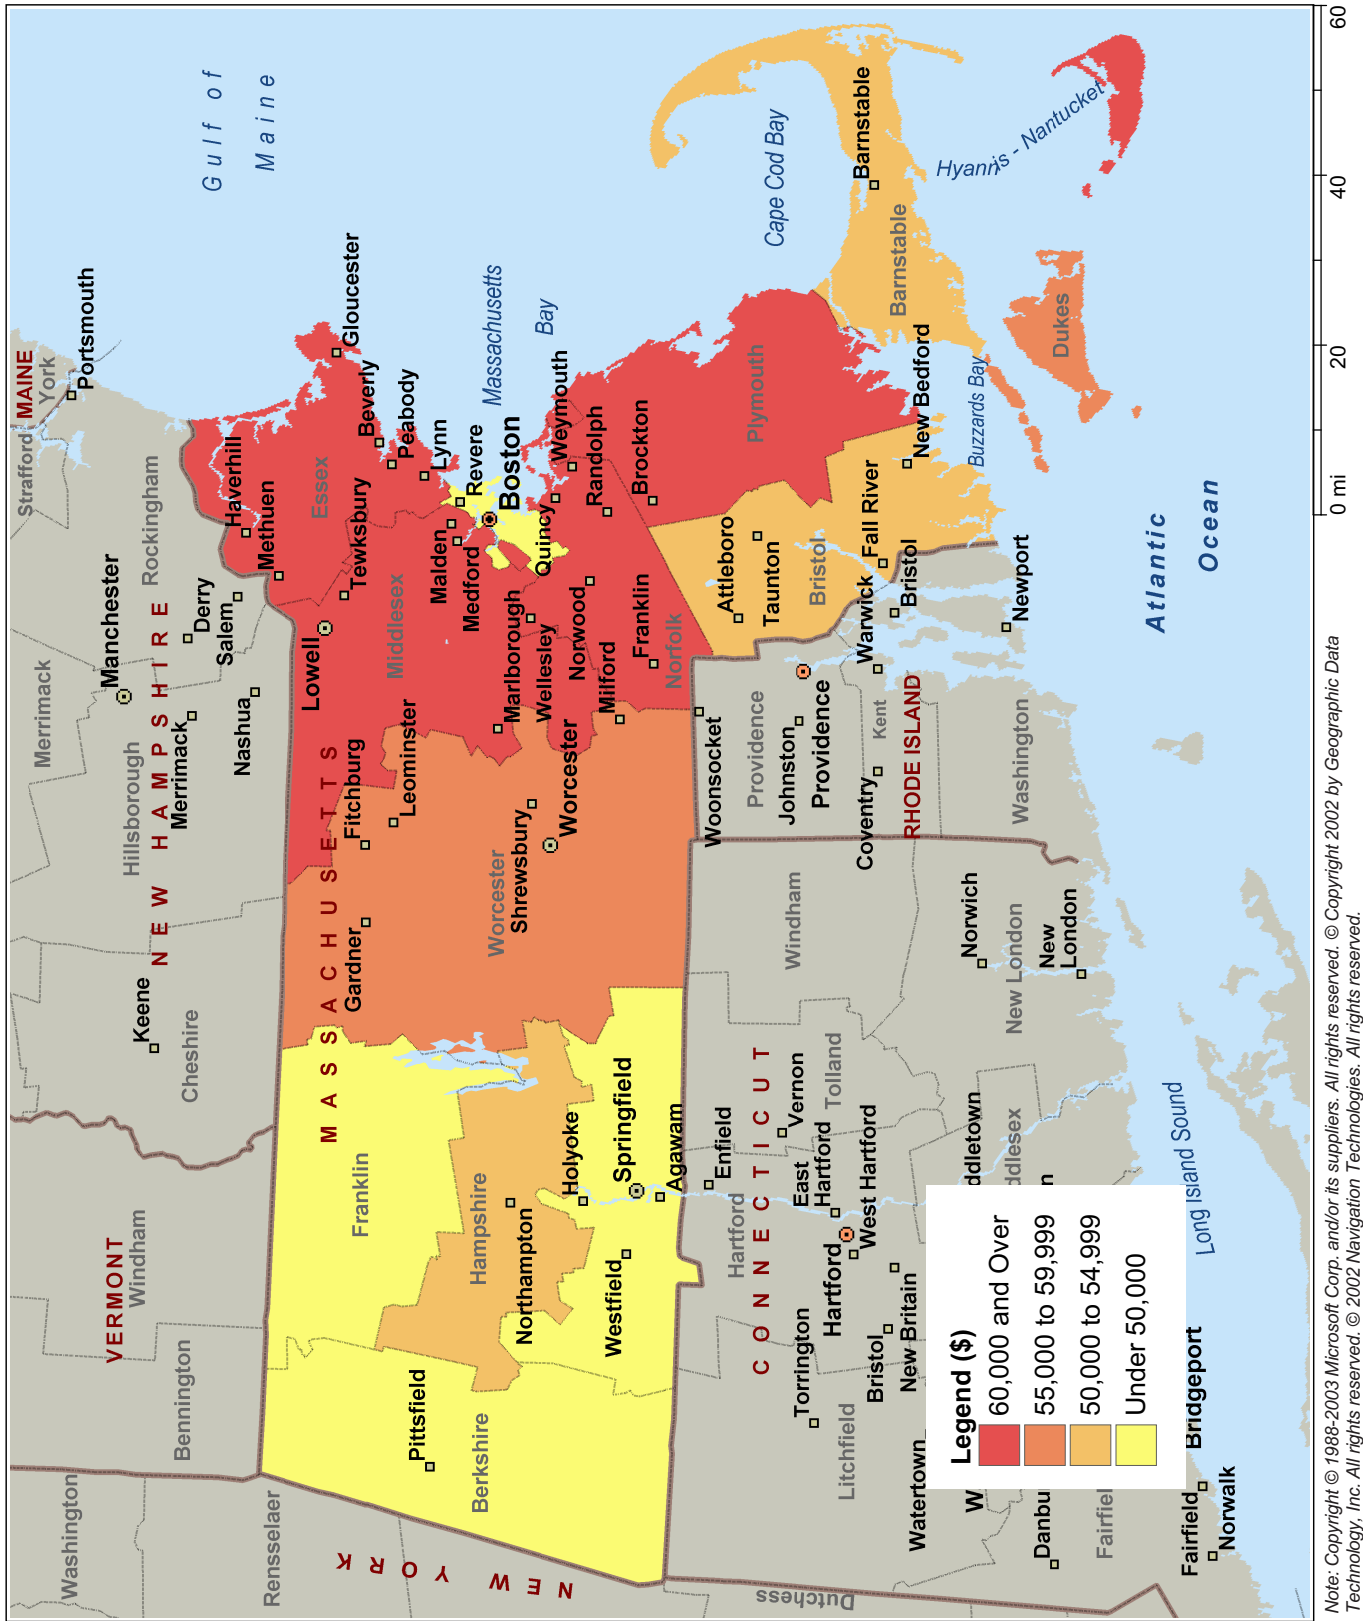 MAINE
York
Strafford
Portsmouth
Gulf of
Maine
Rockingham
Merrimack
Manchester
Derry
Salem
Hillsborough
Merrimack
Nashua
NEW HAMPSHIRE
Keene
Cheshire
VERMONT
Windham
Bennington
Washington
Rensselaer
NEW YORK
Dutchess
MASSACHUSETTS
Haverhill
Methuen
Essex
Gloucester
Beverly
Peabody
Lynn
Revere
Boston
Massachusetts
Bay
Tewksbury
Lowell
Middlesex
Malden
Medford
Marlborough
Wellesley
Quincy
Weymouth
Randolph
Brockton
Norwood
Franklin
Milford
Norfolk
Plymouth
Cape Cod Bay
Barnstable
Barnstable
Hyannis - Nantucket
Dukes
Buzzards Bay
New Bedford
Fall River
Attleboro
Taunton
Bristol
Fitchburg
Leominster
Gardner
Worcester
Shrewsbury
Worcester
Franklin
Hampshire
Northampton
Holyoke
Springfield
Agawam
Westfield
Pittsfield
Berkshire
Woonsocket
Providence
Johnston
Providence
Warwick
Bristol
Newport
Kent
Coventry
RHODE ISLAND
Washington
Atlantic
Ocean
Windham
Norwich
New London
New
London
Tolland
Vernon
Enfield
Hartford
East
Hartford
West Hartford
Hartford
CONNECTICUT
Torrington
Bristol
New Britain
Litchfield
Watertown
W
Danbu
Fairfiel
ddletown
ddlesex
n
Long Island Sound
Bridgeport
Fairfield
Norwalk
Legend ($)
60,000 and Over
55,000 to 59,999
50,000 to 54,999
Under 50,000
0 mi 20 40 60
Note: Copyright © 1988-2003 Microsoft Corp. and/or its suppliers. All rights reserved. © Copyright 2002 by Geographic Data
Technology, Inc. All rights reserved. © 2002 Navigation Technologies. All rights reserved.